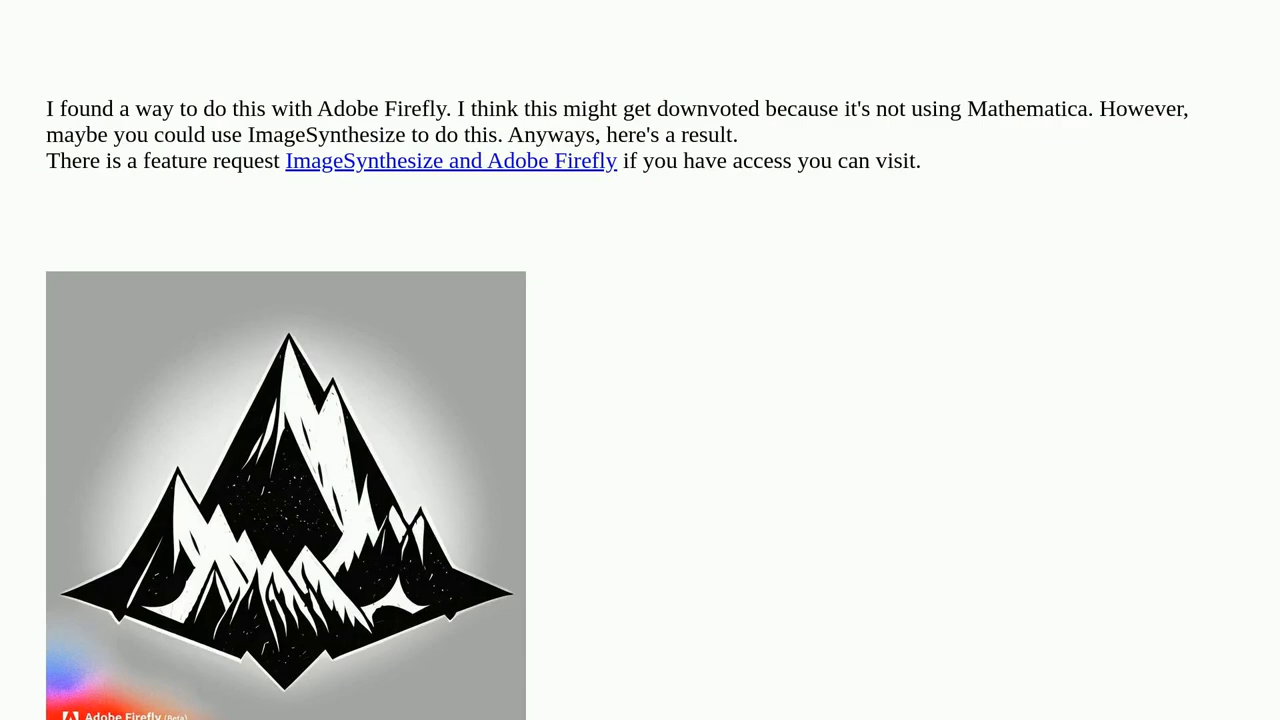 I found a way to do this with Adobe Firefly. I think this might get downvoted because it's not using Mathematica. However,
maybe you could use ImageSynthesize to do this. Anyways, here's a result.
There is a feature request ImageSynthesize and Adobe Firefly if you have access you can visit.
Adobe Firefly (Beta)